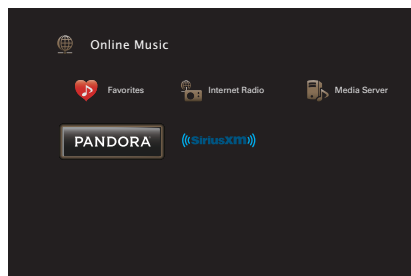 Online Music
Favorites
Internet Radio
Media Server
PANDORA
((SiriusXM))